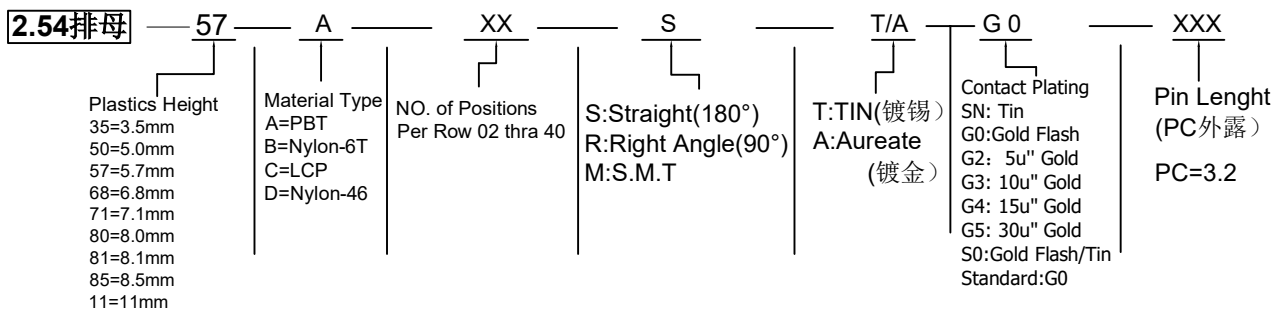 2.54排母 57 A XX S T/A G 0 XXX
Plastics Height
35=3.5mm
50=5.0mm
57=5.7mm
68=6.8mm
71=7.1mm
80=8.0mm
81=8.1mm
85=8.5mm
11=11mm
Material Type
A=PBT
B=Nylon-6T
C=LCP
D=Nylon-46
NO. of Positions
Per Row 02 thra 40
S:Straight(180°)
R:Right Angle(90°)
M:S.M.T
T:TIN(镀锡）
A:Aureate
(镀金）
Contact Plating
SN: Tin
G0:Gold Flash
G2: 5u" Gold
G3: 10u" Gold
G4: 15u" Gold
G5: 30u" Gold
S0:Gold Flash/Tin
Standard:G0
Pin Lenght
(PC外露）
PC=3.2